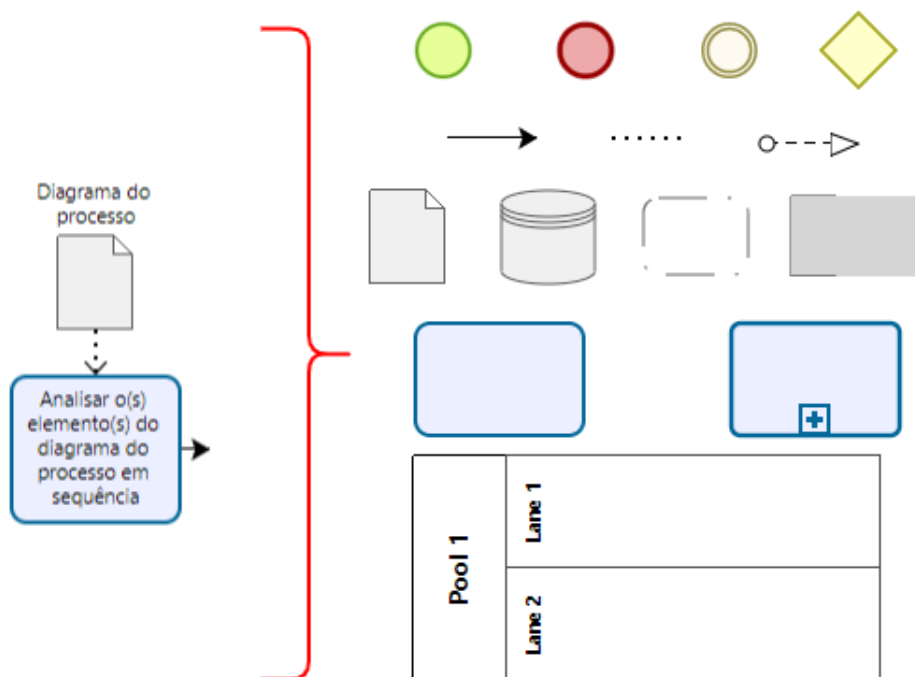 Diagrama do
processo
Analisar o(s)
elemento(s) do
diagrama do
processo em
sequência
Pool 1
Lane 1
Lane 2